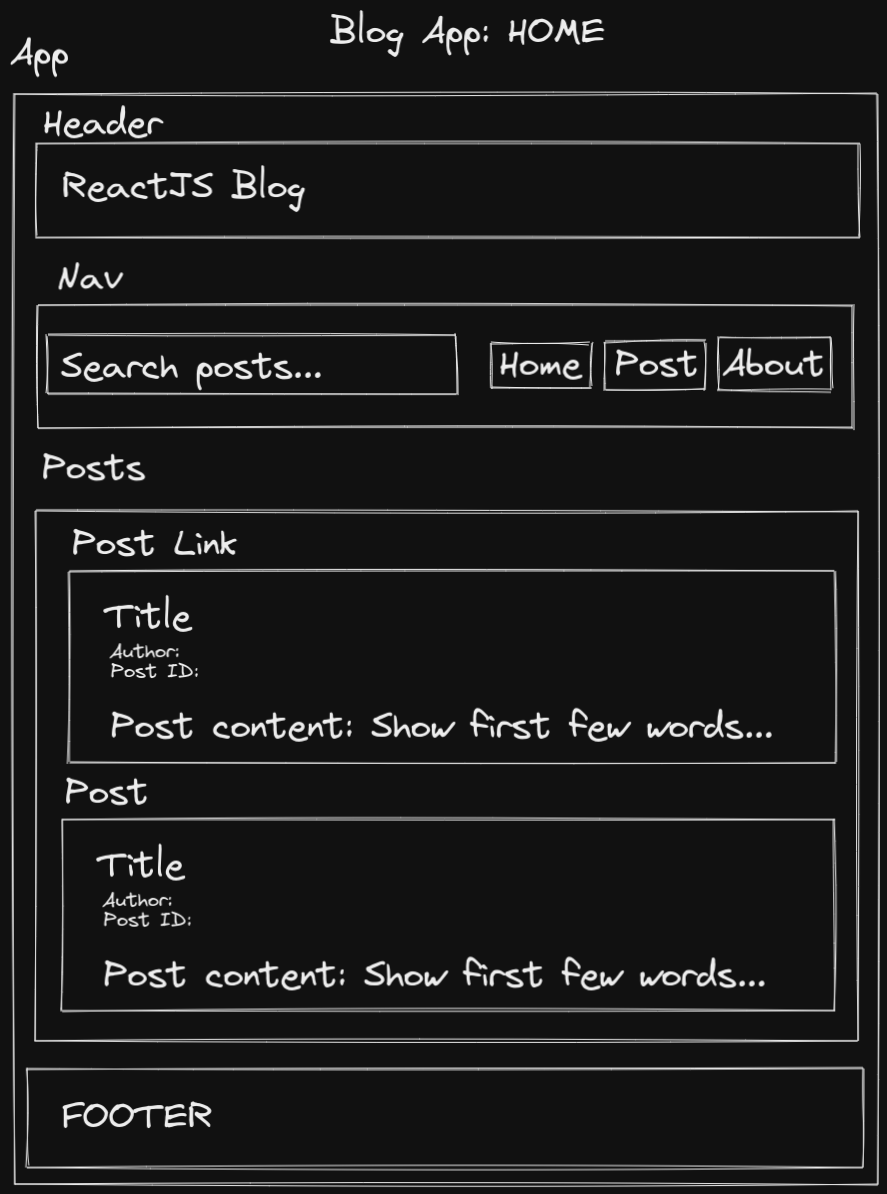 Blog App: HOME
App
Header
ReactJS Blog
Nav
Search posts... Home Post About
Posts
Post Link
Title
Author:
Post ID:
Post content: Show first few words...
Post
Title
Author:
Post ID:
Post content: Show first few words...
FOOTER